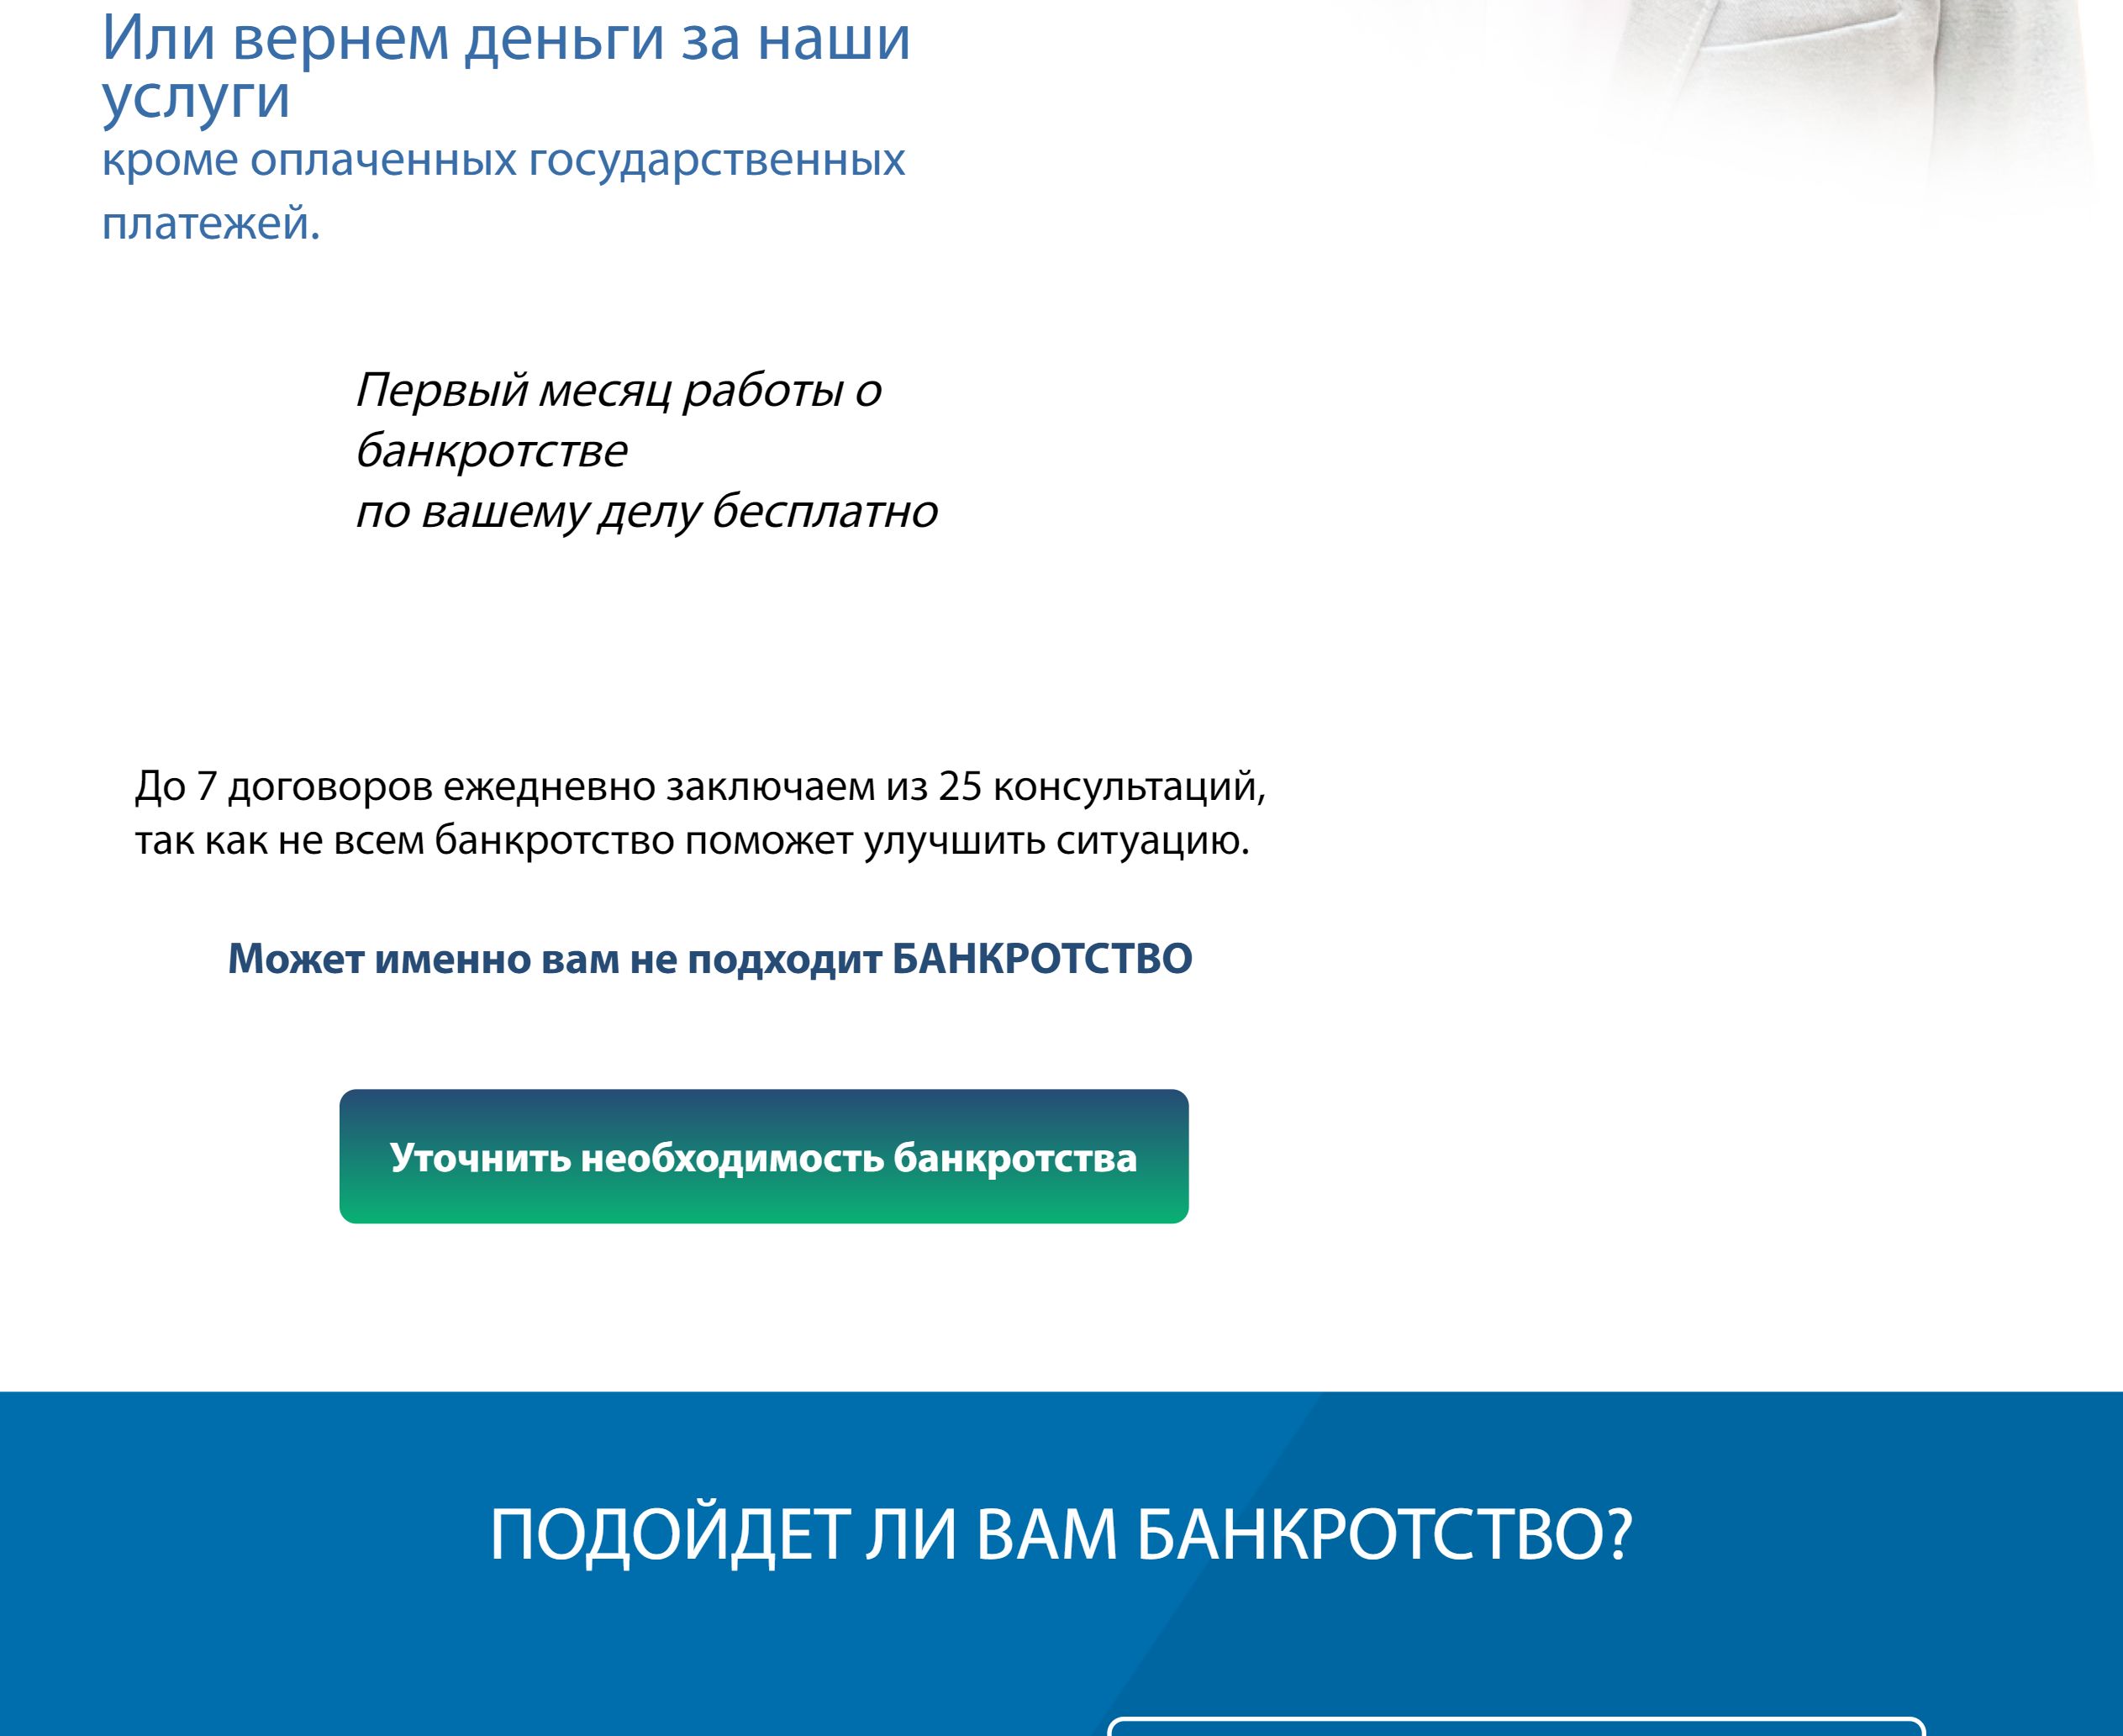 Или вернем деньги за наши
услуги
кроме оплаченных государственных
платежей.
Первый месяц работы о
банкротстве
по вашему делу бесплатно
До 7 договоров ежедневно заключаем из 25 консультаций,
так как не всем банкротство поможет улучшить ситуацию.
Может именно вам не подходит БАНКРОТСТВО
Уточнить необходимость банкротства
ПОДОЙДЕТ ЛИ ВАМ БАНКРОТСТВО?